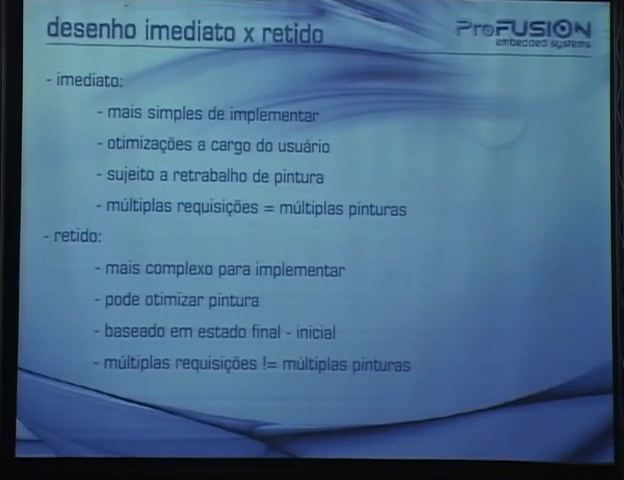 desenho imediato x retido
ProFUSION
embedded systems
- imediato:
- mais simples de implementar
- otimizações a cargo do usuário
- sujeito a retrabalho de pintura
- múltiplas requisições = múltiplas pinturas
- retido:
- mais complexo para implementar
- pode otimizar pintura
- baseado em estado final - inicial
- múltiplas requisições != múltiplas pinturas